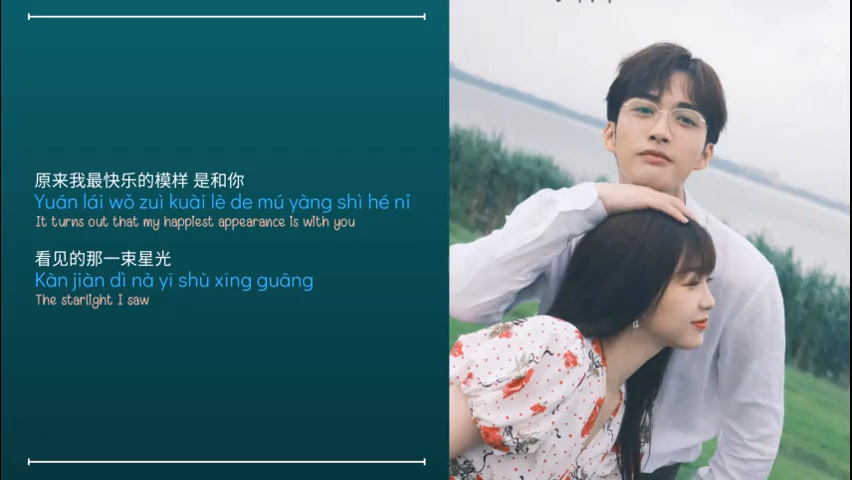 原来我最快乐的模样 是和你
Yuán lái wǒ zuì kuài lè de mú yàng shì hé nǐ
It turns out that my happiest appearance is with you
看见的那一束星光
Kàn jiàn dì nà yī shù xīng guāng
The starlight I saw